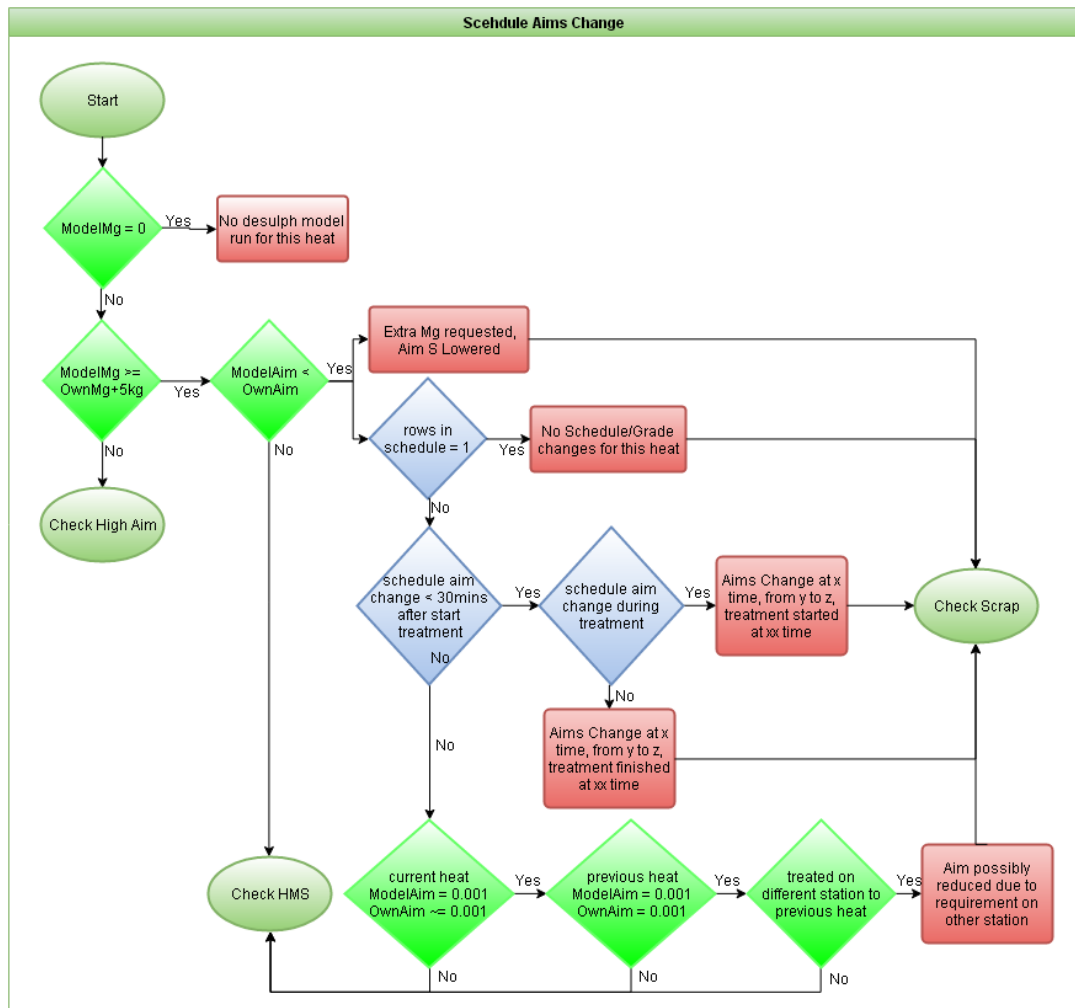 Scehdule Aims Change
Start
ModelMg = 0
Yes
No desulph model
run for this heat
No
ModelMg >=
OwnMg+5kg
Yes
ModelAim <
OwnAim
Yes
Extra Mg requested,
Aim S Lowered
rows in
schedule = 1
Yes
No Schedule/Grade
changes for this heat
No
No
No
Check High Aim
schedule aim
change < 30mins
after start
treatment
No
Yes
schedule aim
change during
treatment
Yes
Aims Change at x
time, from y to z,
treatment started
at xx time
Check Scrap
No
Aims Change at x
time, from y to z,
treatment finished
at xx time
No
Check HMS
current heat
ModelAim = 0.001
OwnAim ~= 0.001
Yes
previous heat
ModelAim = 0.001
OwnAim = 0.001
Yes
treated on
different station to
previous heat
Yes
Aim possibly
reduced due to
requirement on
other station
No
No
No